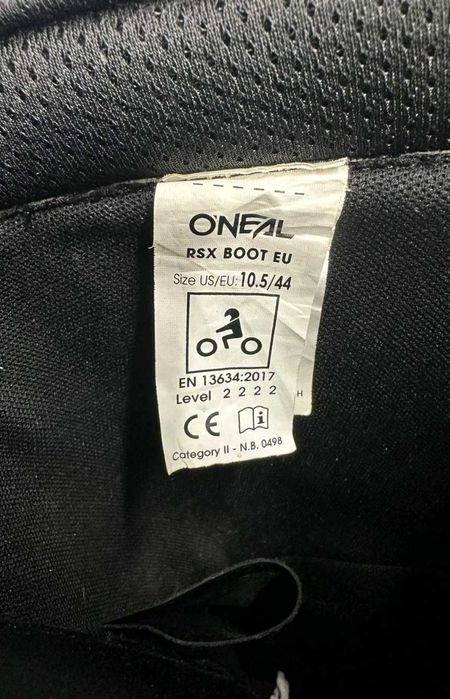 O'NEAL
RSX BOOT EU
Size US/EU: 10.5/44
EN 13634:2017
Level 2 2 2 2
H
CE i
Category II - N.B. 0498